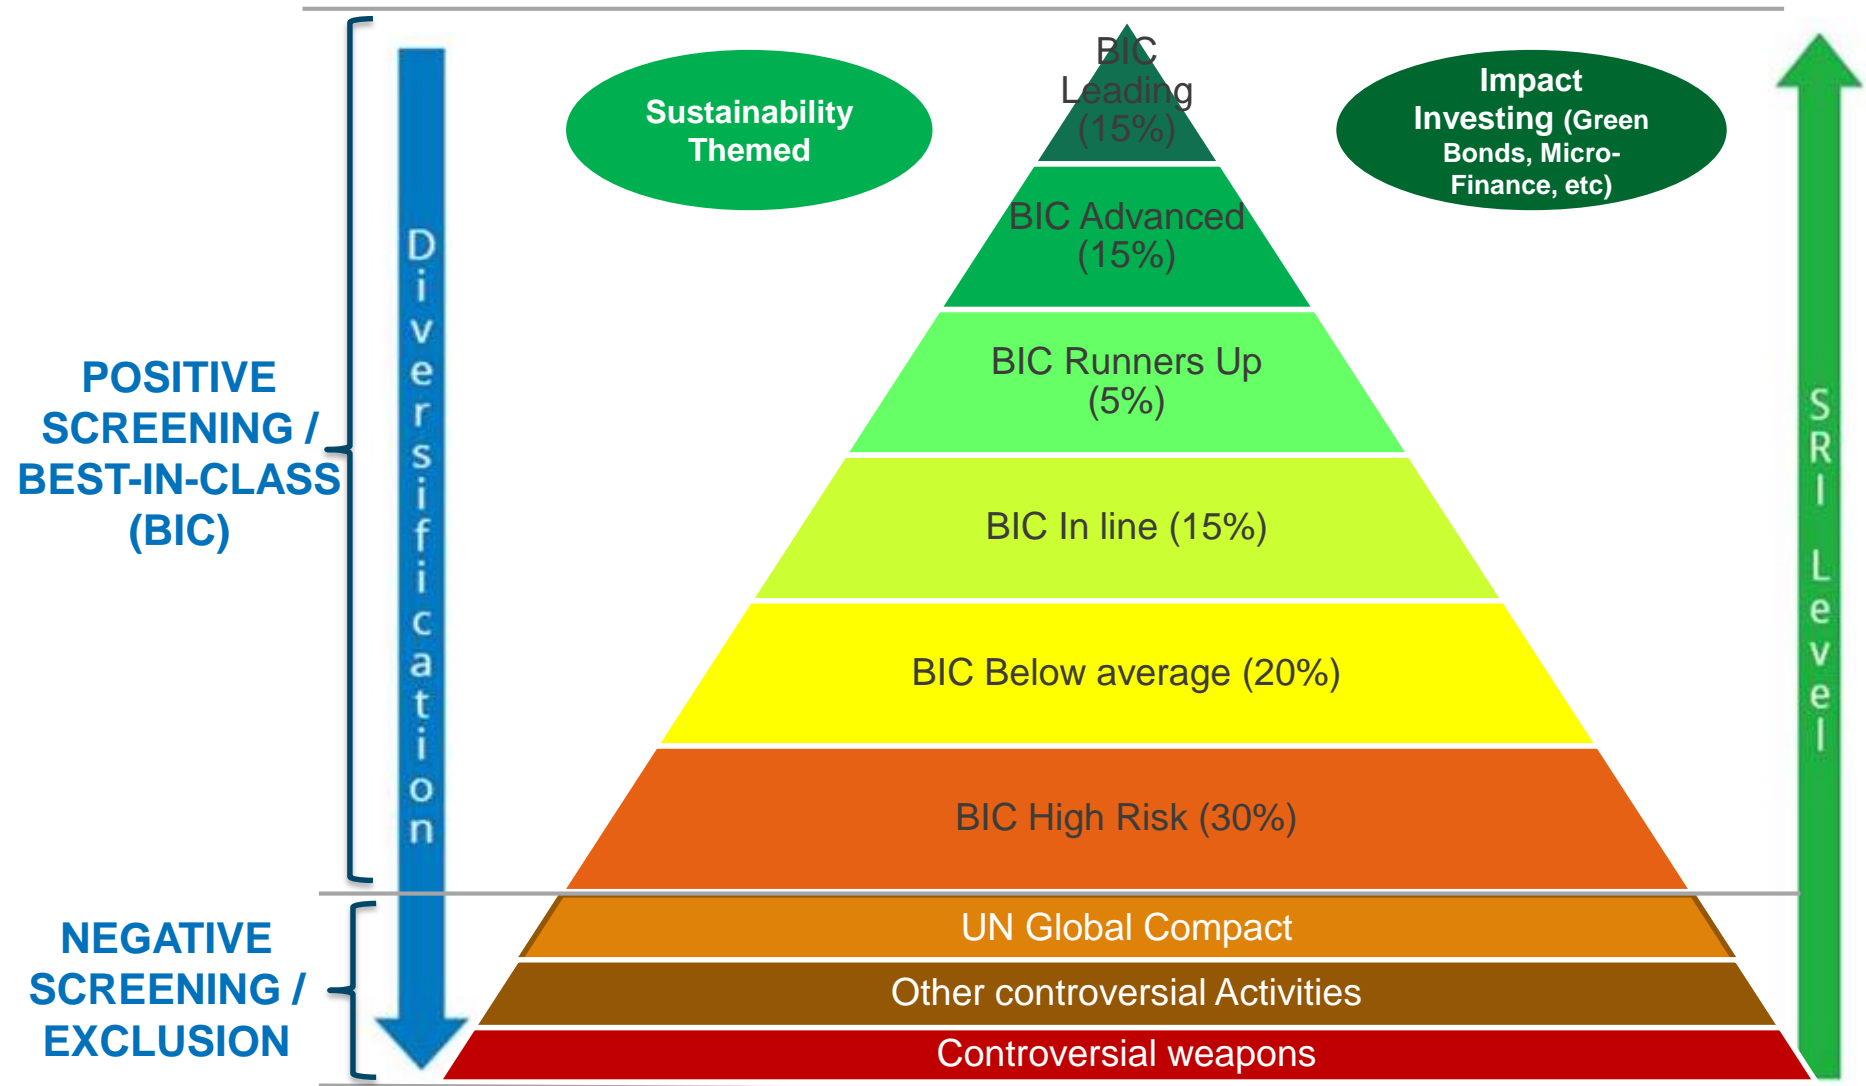 POSITIVE
SCREENING /
BEST-IN-CLASS
(BIC)
NEGATIVE
SCREENING /
EXCLUSION
Diversification
Sustainability
Themed
BIC
Leading
(15%)
BIC Advanced
(15%)
BIC Runners Up
(5%)
BIC In line (15%)
BIC Below average (20%)
BIC High Risk (30%)
UN Global Compact
Other controversial Activities
Controversial weapons
Impact
Investing (Green
Bonds, Micro-
Finance, etc)
SRI Level